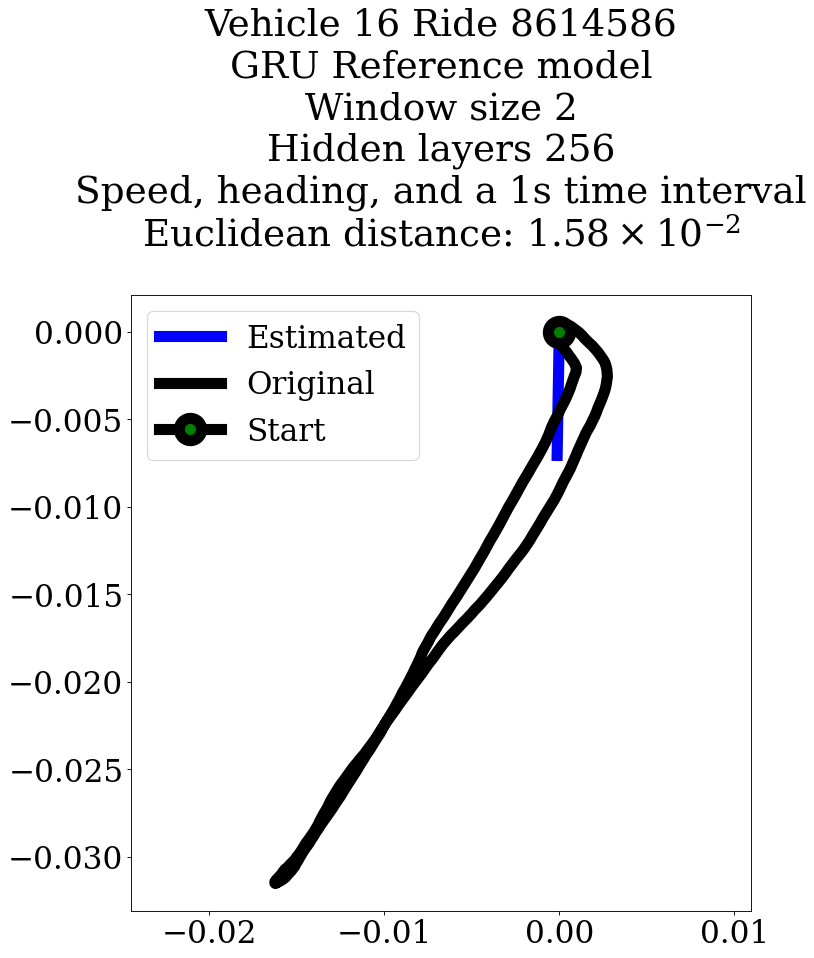 Vehicle 16 Ride 8614586
GRU Reference model
Window size 2
Hidden layers 256
Speed, heading, and a 1s time interval
Euclidean distance: 1.58 × 10⁻²
Estimated
Original
Start
0.000
−0.005
−0.010
−0.015
−0.020
−0.025
−0.030
−0.02
−0.01
0.00
0.01